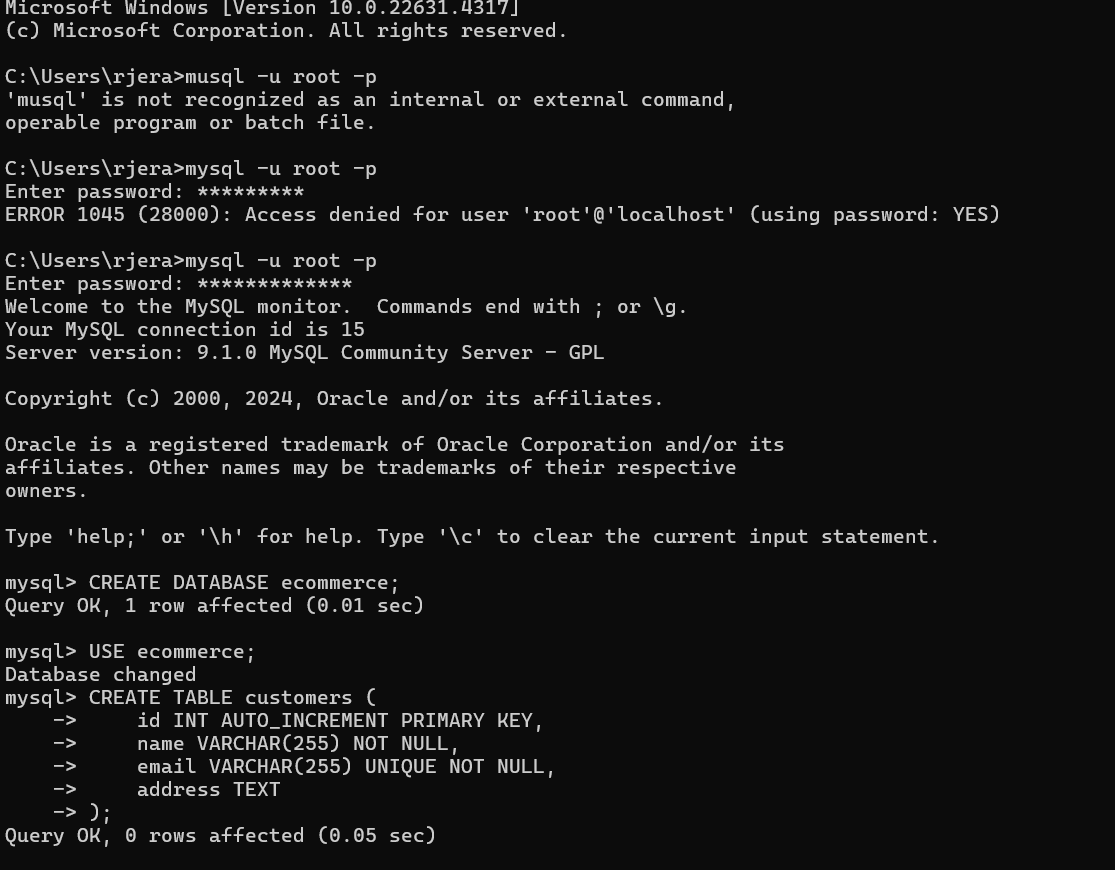 Microsoft Windows [Version 10.0.22631.4317]
(c) Microsoft Corporation. All rights reserved.
C:\Users\rjera>musql -u root -p
'musql' is not recognized as an internal or external command,
operable program or batch file.
C:\Users\rjera>mysql -u root -p
Enter password: *********
ERROR 1045 (28000): Access denied for user 'root'@'localhost' (using password: YES)
C:\Users\rjera>mysql -u root -p
Enter password: *************
Welcome to the MySQL monitor.  Commands end with ; or \g.
Your MySQL connection id is 15
Server version: 9.1.0 MySQL Community Server - GPL
Copyright (c) 2000, 2024, Oracle and/or its affiliates.
Oracle is a registered trademark of Oracle Corporation and/or its
affiliates. Other names may be trademarks of their respective
owners.
Type 'help;' or '\h' for help. Type '\c' to clear the current input statement.
mysql> CREATE DATABASE ecommerce;
Query OK, 1 row affected (0.01 sec)
mysql> USE ecommerce;
Database changed
mysql> CREATE TABLE customers (
    ->     id INT AUTO_INCREMENT PRIMARY KEY,
    ->     name VARCHAR(255) NOT NULL,
    ->     email VARCHAR(255) UNIQUE NOT NULL,
    ->     address TEXT
    -> );
Query OK, 0 rows affected (0.05 sec)